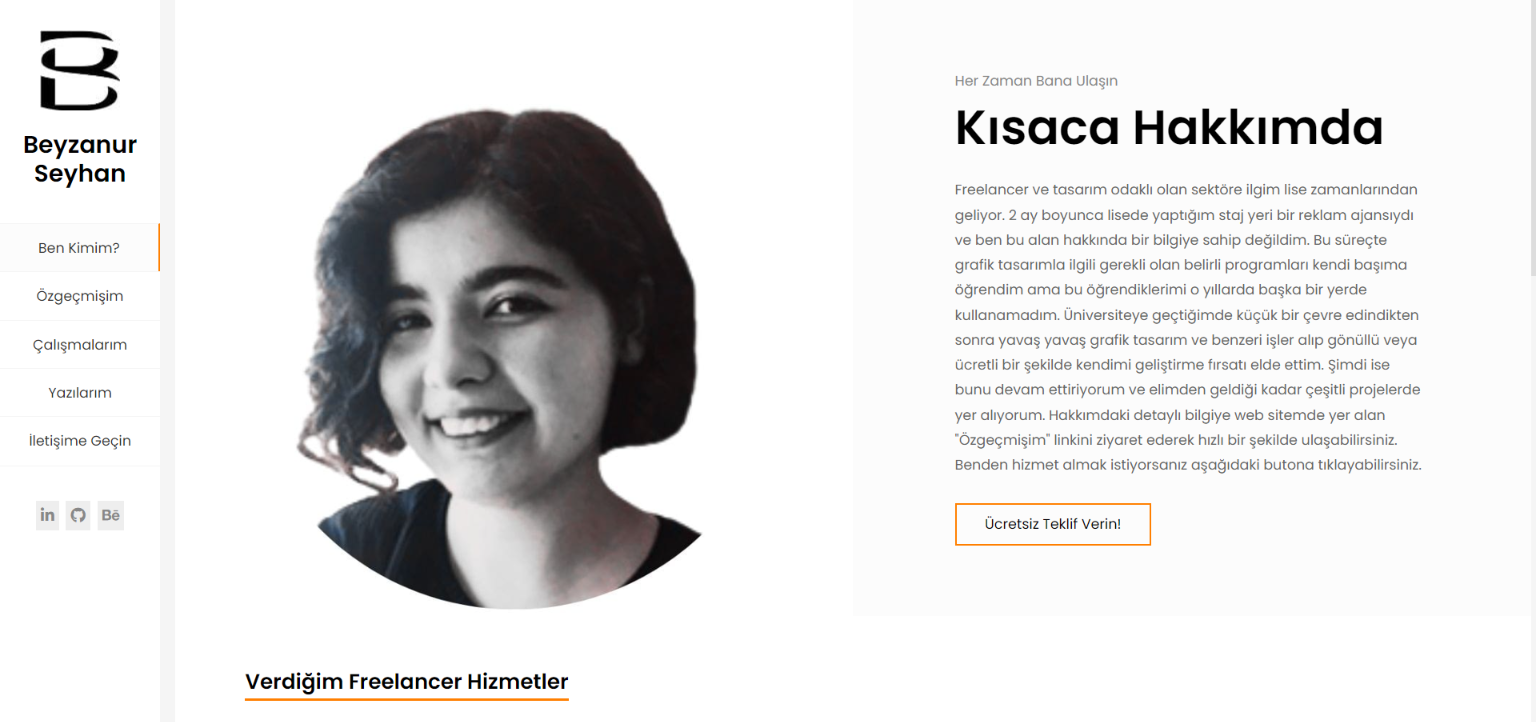 Beyzanur
Seyhan
Ben Kimim?
Özgeçmişim
Çalışmalarım
Yazılarım
İletişime Geçin
in
Bē
Her Zaman Bana Ulaşın
Kısaca Hakkımda
Freelancer ve tasarım odaklı olan sektöre ilgim lise zamanlarından
geliyor. 2 ay boyunca lisede yaptığım staj yeri bir reklam ajansıydı
ve ben bu alan hakkında bir bilgiye sahip değildim. Bu süreçte
grafik tasarımla ilgili gerekli olan belirli programları kendi başıma
öğrendim ama bu öğrendiklerimi o yıllarda başka bir yerde
kullanamadım. Üniversiteye geçtiğimde küçük bir çevre edindikten
sonra yavaş yavaş grafik tasarım ve benzeri işler alıp gönüllü veya
ücretli bir şekilde kendimi geliştirme fırsatı elde ettim. Şimdi ise
bunu devam ettiriyorum ve elimden geldiği kadar çeşitli projelerde
yer alıyorum. Hakkımdaki detaylı bilgiye web sitemde yer alan
"Özgeçmişim" linkini ziyaret ederek hızlı bir şekilde ulaşabilirsiniz.
Benden hizmet almak istiyorsanız aşağıdaki butona tıklayabilirsiniz.
Ücretsiz Teklif Verin!
Verdiğim Freelancer Hizmetler